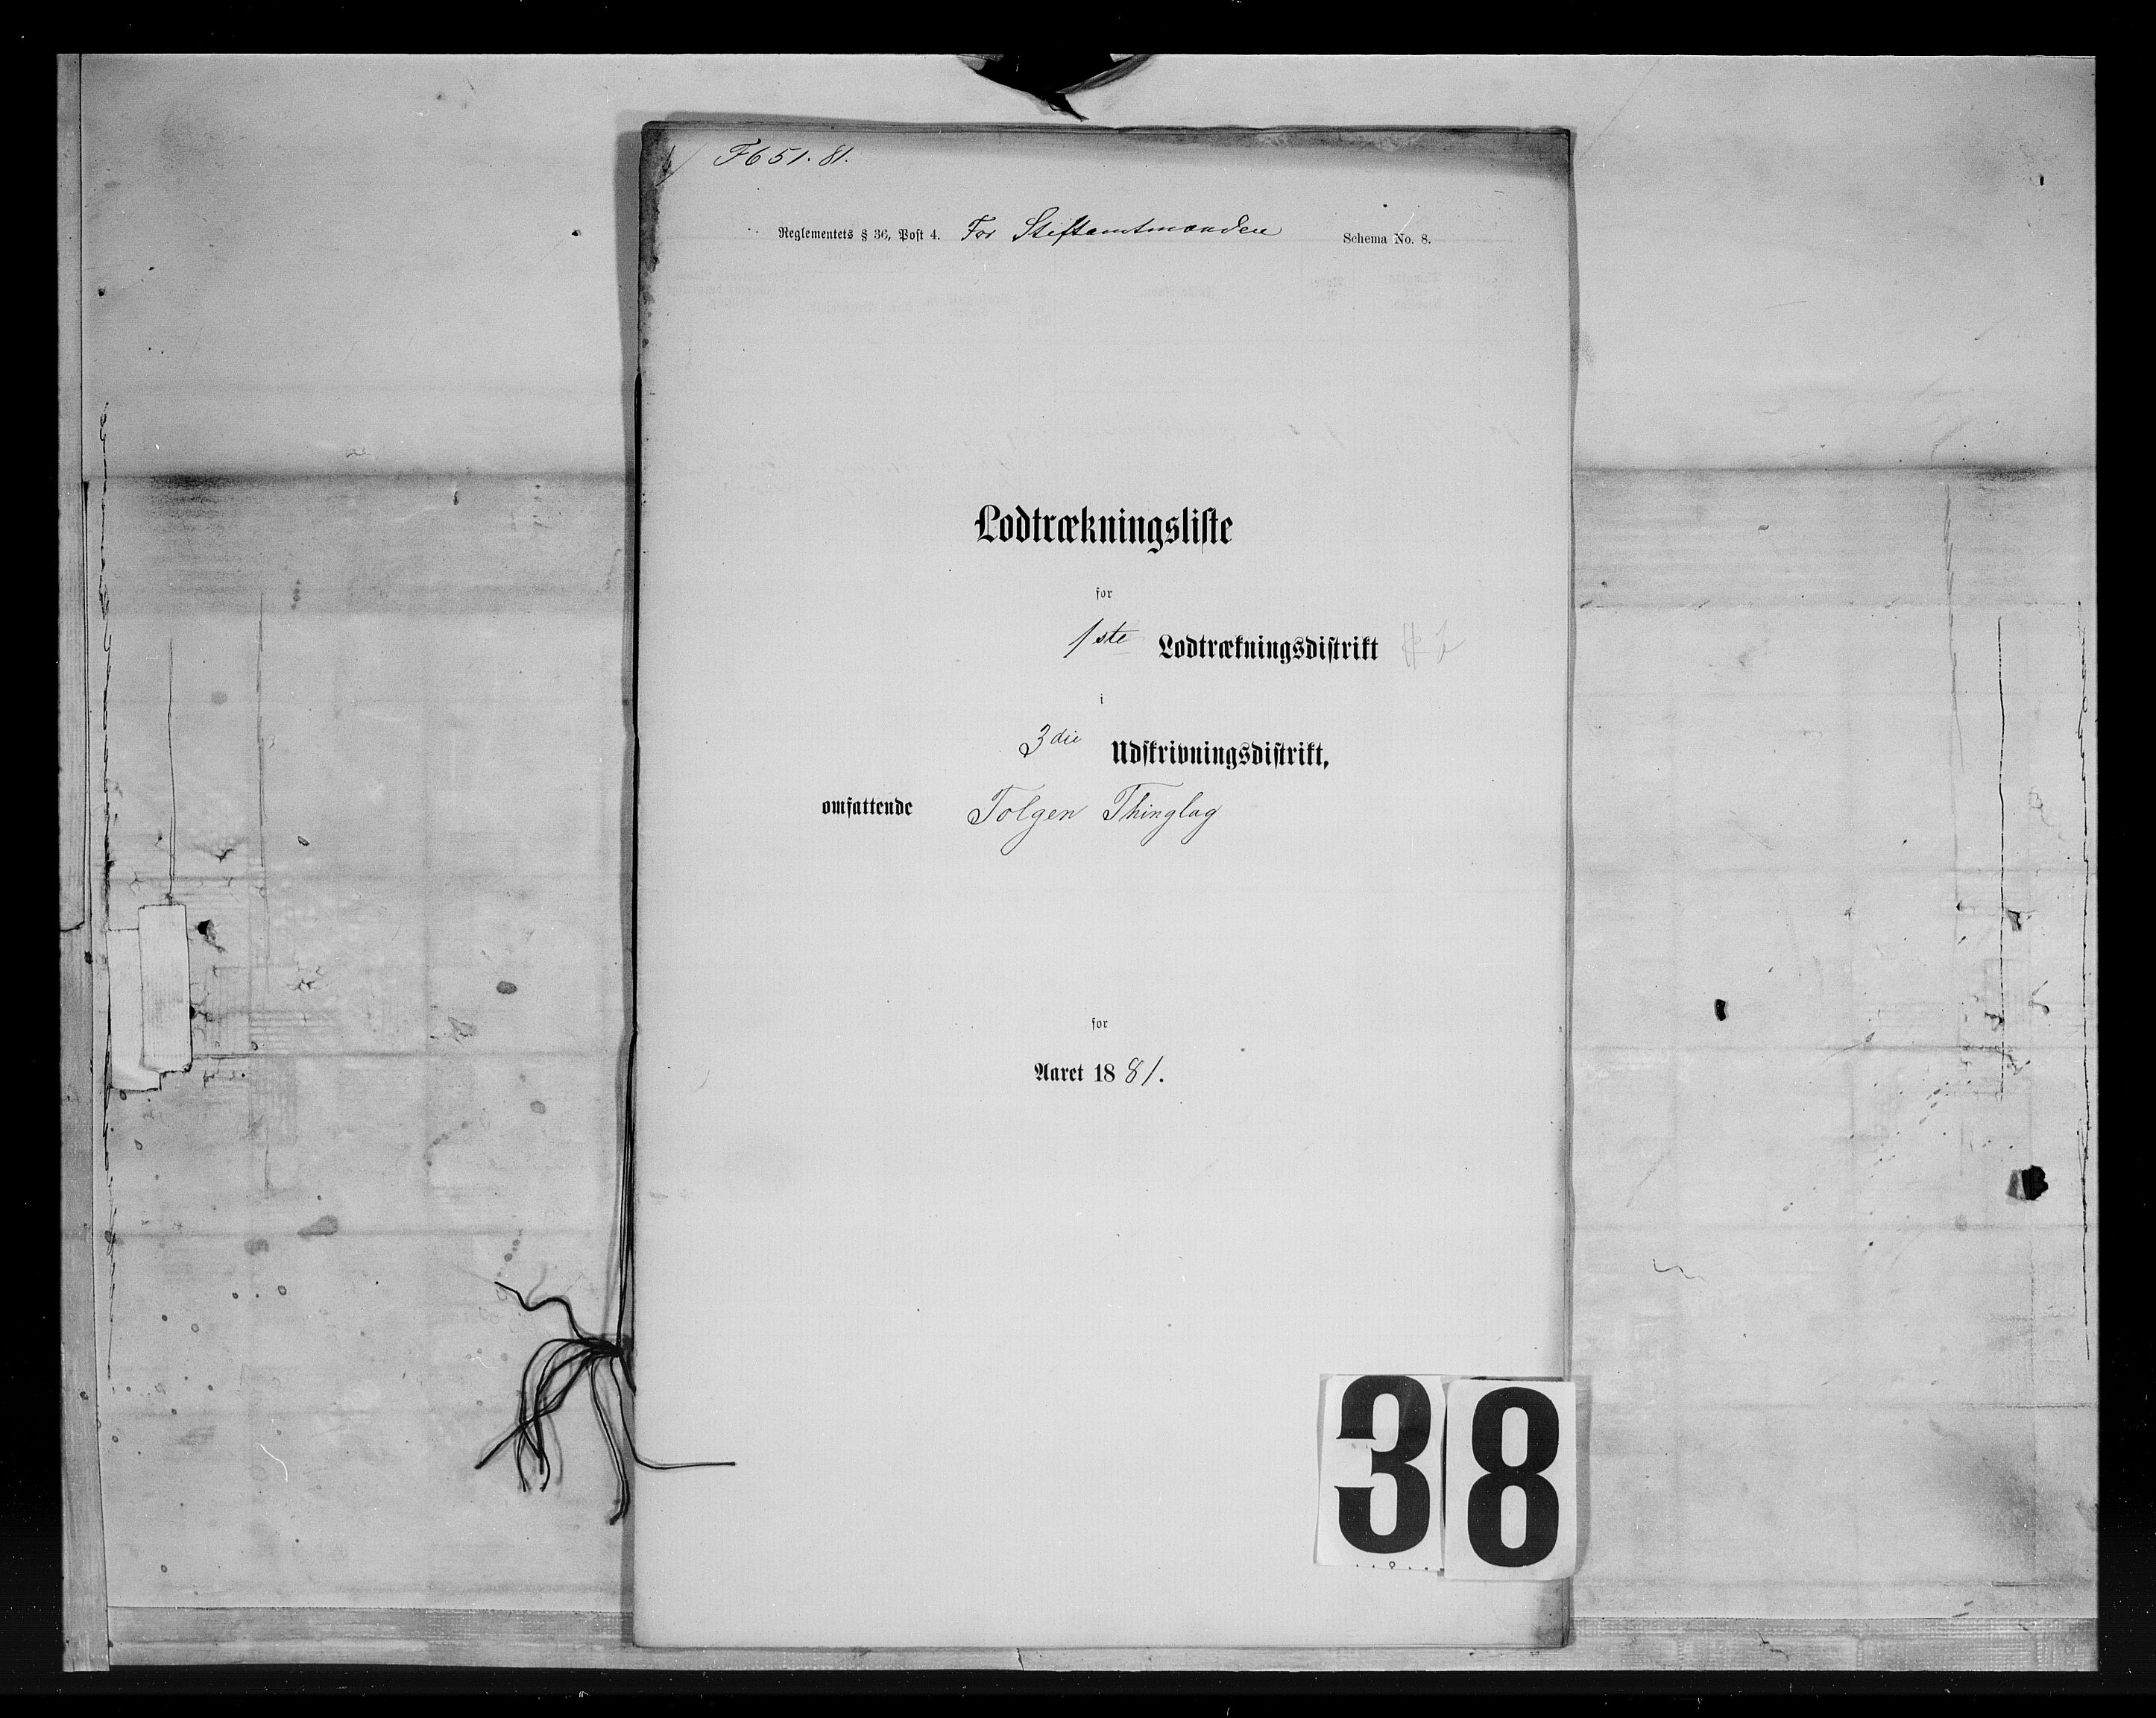 F651.81.
Reglementets § 36, Post 4. For Stiftamtmanden Schema No. 8.
Lodtrækningsliste
for
1ste Lodtrækningsdistrikt
i
3die Udskrivningsdistrikt,
omfattende Tolgen Thinglag
for
Aaret 1881.
38